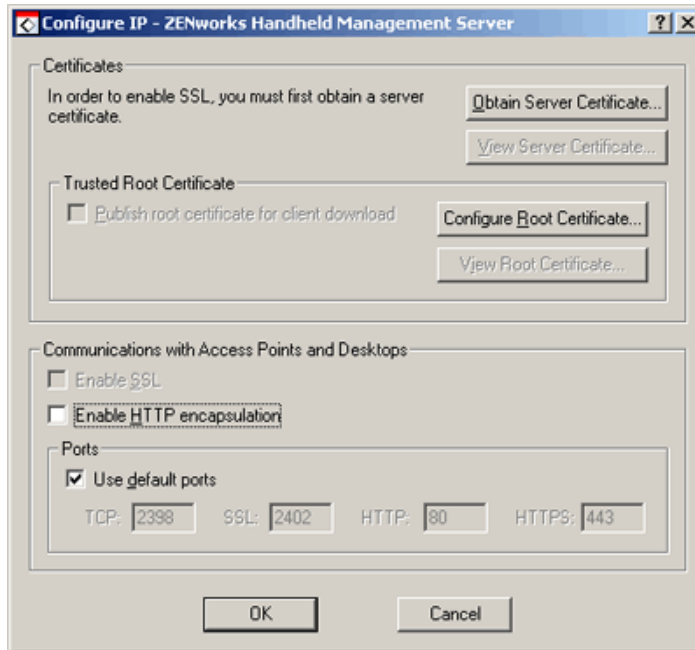 Configure IP - ZENworks Handheld Management Server
Certificates
In order to enable SSL, you must first obtain a server
certificate.
Obtain Server Certificate...
View Server Certificate...
Trusted Root Certificate
Publish root certificate for client download
Configure Root Certificate...
View Root Certificate...
Communications with Access Points and Desktops
Enable SSL
Enable HTTP encapsulation
Ports
Use default ports
TCP: 2398 SSL: 2402 HTTP: 80 HTTPS: 443
OK Cancel